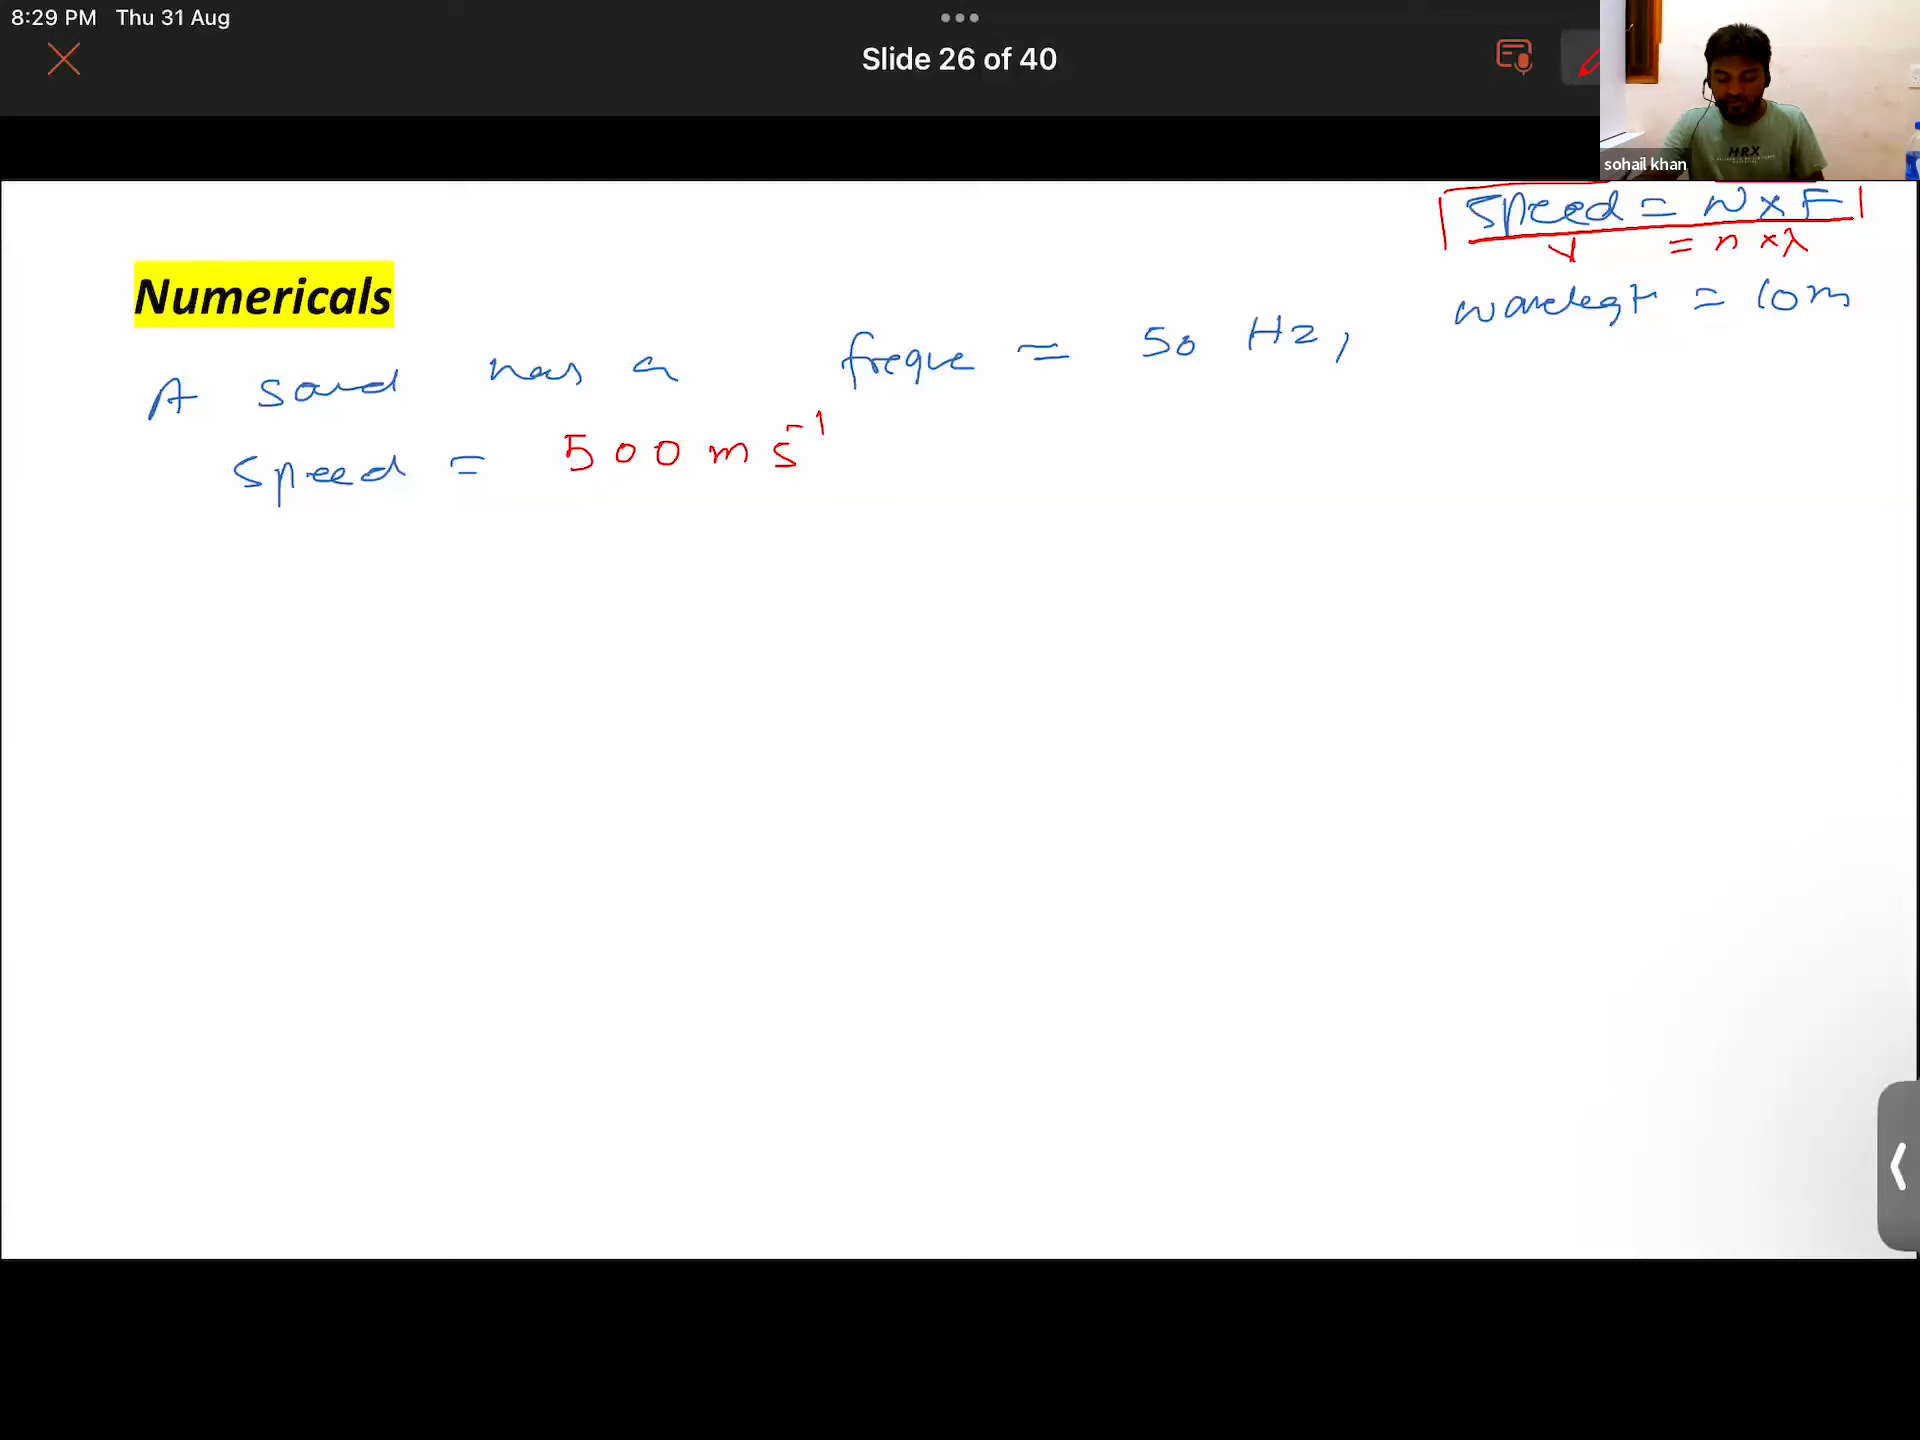 8:29 PM Thu 31 Aug
Slide 26 of 40
HRX
sohail khan
Speed = W x F
v = n x λ
Numericals
wavelegt = 10m
A sound has a freque = 50 Hz,
speed = 500 m s⁻¹